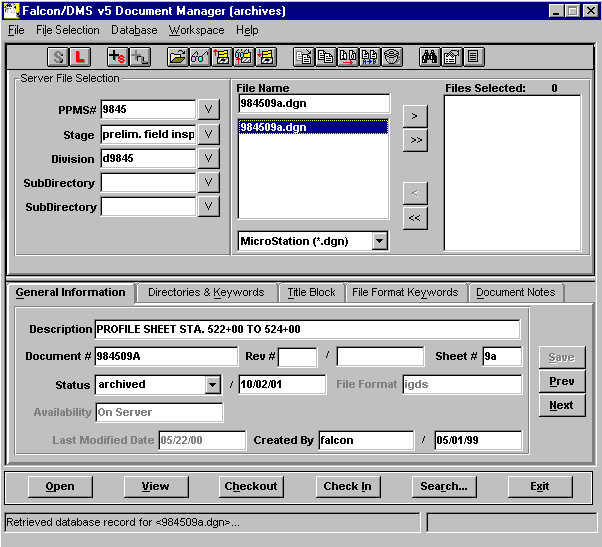 Falcon/DMS v5 Document Manager (archives)
File File Selection Database Workspace Help
S L +s +L
Server File Selection
PPMS# 9845 V
Stage prelim. field insp V
Division d9845 V
SubDirectory V
SubDirectory V
File Name
984509a.dgn
984509a.dgn
MicroStation (*.dgn)
>
>>
<
<<
Files Selected: 0
General Information Directories & Keywords Title Block File Format Keywords Document Notes
Description PROFILE SHEET STA. 522+00 TO 524+00
Document # 984509A Rev # / Sheet # 9a
Status archived / 10/02/01 File Format igds
Availability On Server
Last Modified Date 05/22/00 Created By falcon / 05/01/99
Save
Prev
Next
Open View Checkout Check In Search... Exit
Retrieved database record for <984509a.dgn>...